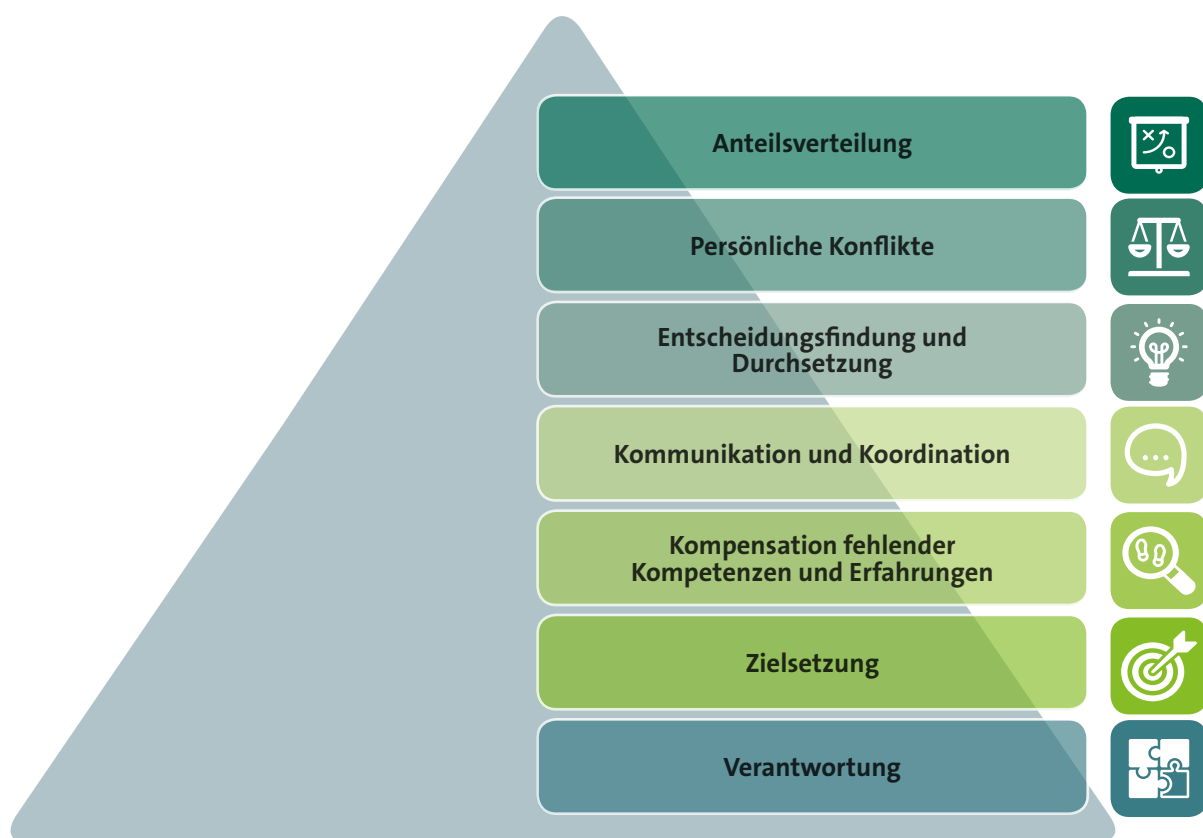 Anteilsverteilung
Persönliche Konflikte
Entscheidungsfindung und
Durchsetzung
Kommunikation und Koordination
Kompensation fehlender
Kompetenzen und Erfahrungen
Zielsetzung
Verantwortung